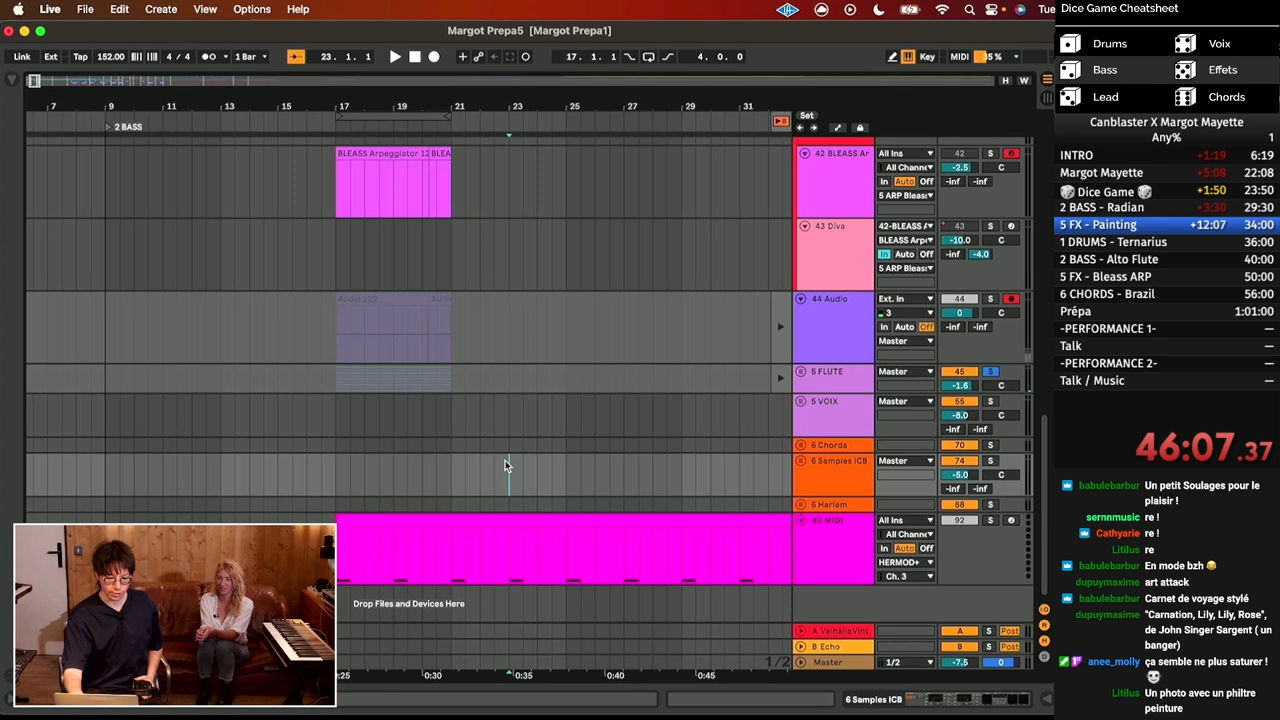 Live File Edit Create View Options Help Tue
Margot Prepa5 [Margot Prepa1]
Link Ext Tap 152.00 4 / 4 1 Bar 23. 1. 1 17. 1. 1 4. 0. 0 Key MIDI 35 %
H W
7 9 11 13 15 17 19 21 23 25 27 29 31
Set
2 BASS
BLEASS Arpeggiator 12 BLEA
42 BLEASS Ar All Ins 42 S
All Channe -2.5 C
In Auto Off -inf -inf
5 ARP Bleas:
43 Diva 42-BLEASS A 43 S
BLEASS Arp -10.0 C
In Auto Off -inf -4.0
5 ARP Bleas:
Audio 122 Audio
44 Audio Ext. In 44 S
3 0 C
In Auto Off -inf -inf
Master
5 FLUTE Master 45 S
-1.6 C
5 VOIX Master 55 S
-8.0 C
-inf -inf
6 Chords 70 S
6 Samples ICB Master 74 S
-5.0 C
-inf -inf
6 Harlem 88 S
92 MIDI All Ins 92 S
All Channe
In Auto Off
HERMOD+
Ch. 3
Drop Files and Devices Here
A ValhallaVint A S Post
B Echo B S Post
1/2 Master 1/2 -7.5 0
:25 0:30 0:35 0:40 0:45
6 Samples ICB
Dice Game Cheatsheet
Drums Voix
Bass Effets
Lead Chords
Canblaster X Margot Mayette
Any% 1
INTRO +1:19 6:19
Margot Mayette +5:08 22:08
🎲 Dice Game 🎲 +1:50 23:50
2 BASS - Radian +3:30 29:30
5 FX - Painting +12:07 34:00
1 DRUMS - Ternarius 36:00
2 BASS - Alto Flute 40:00
5 FX - Bleass ARP 50:00
6 CHORDS - Brazil 56:00
Prépa 1:01:00
-PERFORMANCE 1- —
Talk —
-PERFORMANCE 2- —
Talk / Music —
46:07.37
babulebarbur Un petit Soulages pour le
plaisir !
sernnmusic re !
Cathyarie re !
Litilus re
babulebarbur En mode bzh 😂
dupuymaxime art attack
babulebarbur Carnet de voyage stylé
dupuymaxime "Carnation, Lily, Lily, Rose",
de John Singer Sargent ( un
banger)
anee_molly ça semble ne plus saturer !
💀
Litilus Un photo avec un philtre
peinture